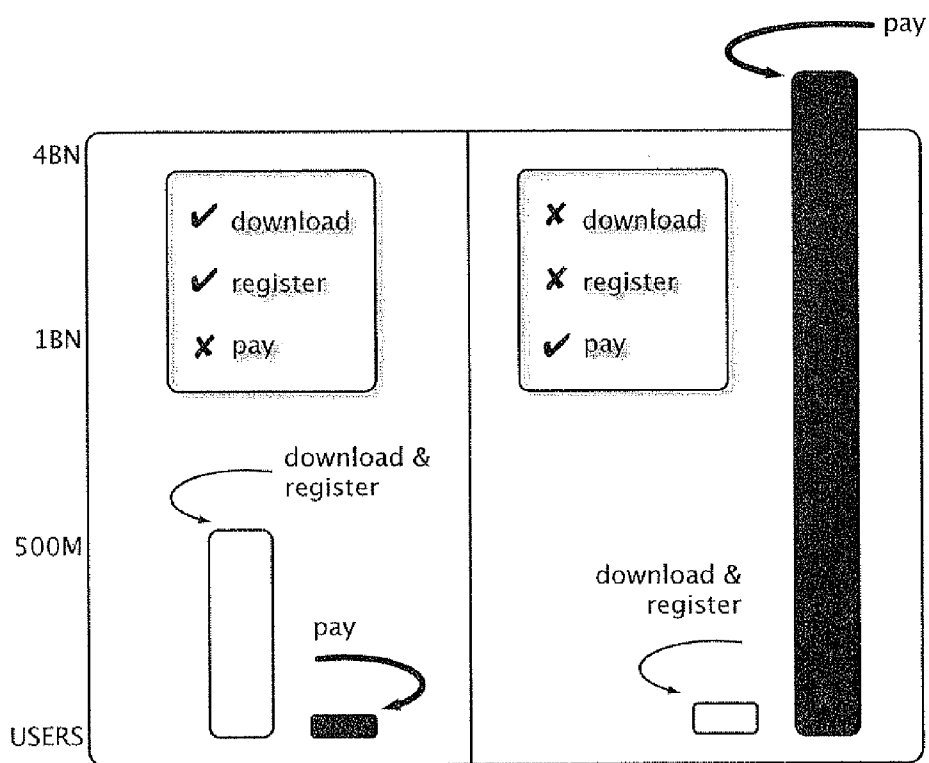 pay
4BN
1BN
500M
USERS
✓ download
✓ register
✗ pay
download &
register
pay
✗ download
✗ register
✓ pay
download &
register